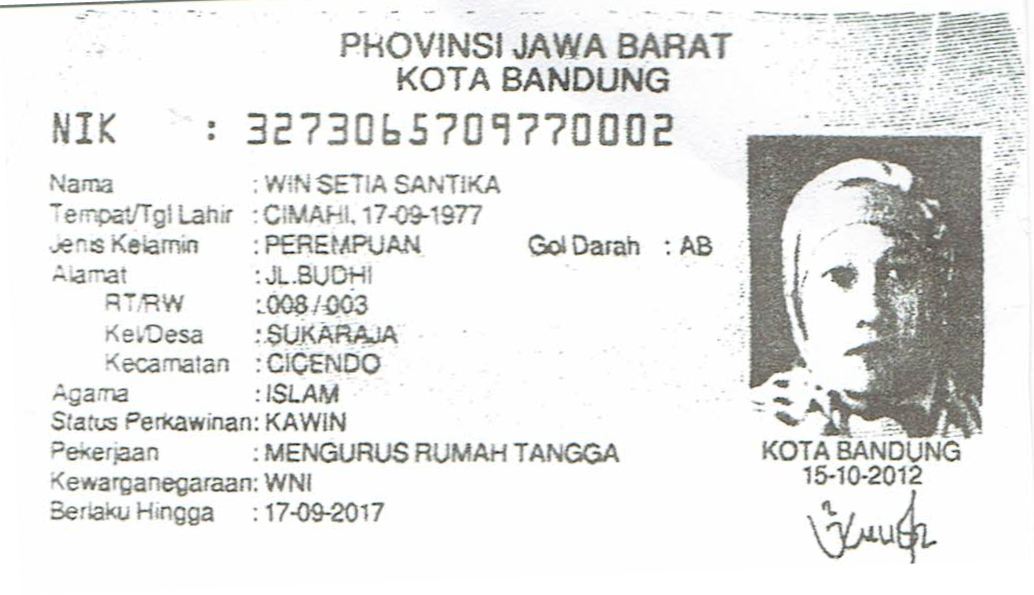 PROVINSI JAWA BARAT
KOTA BANDUNG
NIK : 3273065709770002
Nama : WIN SETIA SANTIKA
Tempat/Tgl Lahir : CIMAHI, 17-09-1977
Jenis Kelamin : PEREMPUAN Gol Darah : AB
Alamat : JL.BUDHI
RT/RW : 008 / 003
Kel/Desa : SUKARAJA
Kecamatan : CICENDO
Agama : ISLAM
Status Perkawinan: KAWIN
Pekerjaan : MENGURUS RUMAH TANGGA
Kewarganegaraan: WNI
Berlaku Hingga : 17-09-2017
KOTA BANDUNG
15-10-2012